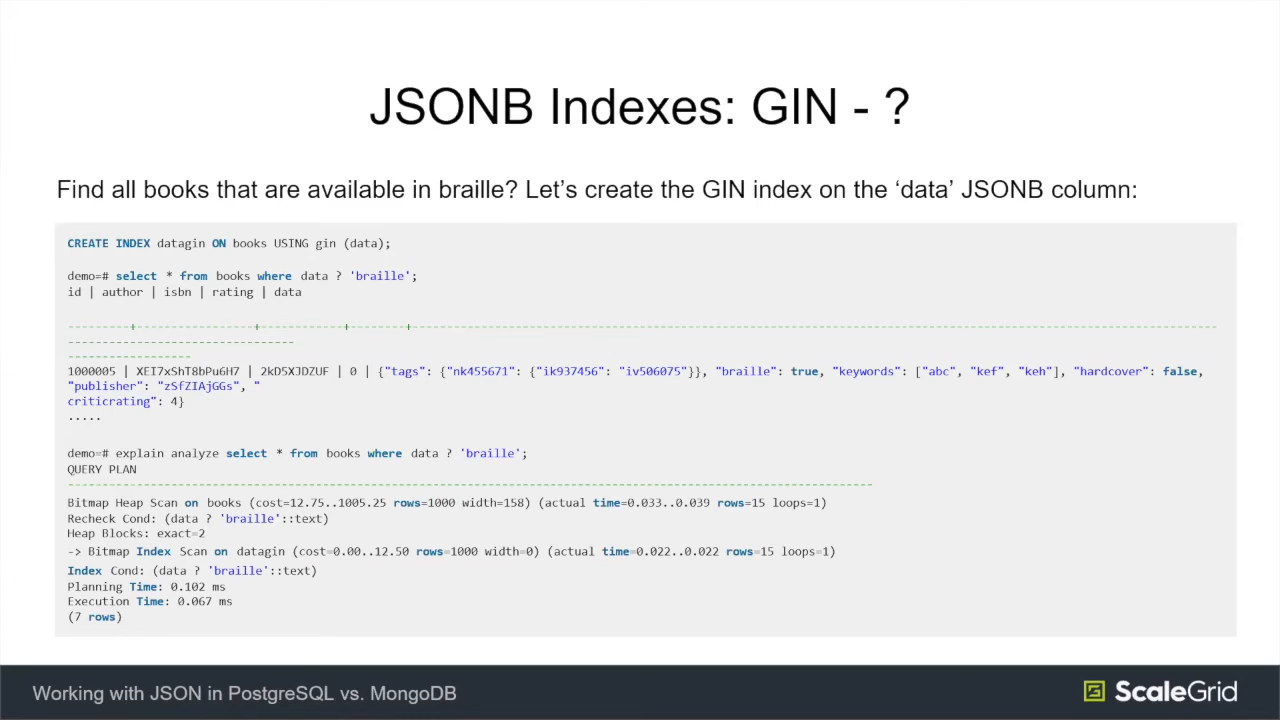 JSONB Indexes: GIN - ?
Find all books that are available in braille? Let’s create the GIN index on the ‘data’ JSONB column:
CREATE INDEX datagin ON books USING gin (data);
demo=# select * from books where data ? 'braille';
id | author | isbn | rating | data
---------+-----------------+------------+--------+---------------------------------------------------------------------------------------------------------------------
---------------------------------
------------------
1000005 | XEI7xShT8bPu6H7 | 2kD5XJDZUF | 0 | {"tags": {"nk455671": {"ik937456": "iv506075"}}, "braille": true, "keywords": ["abc", "kef", "keh"], "hardcover": false,
"publisher": "zSfZIAjGGs", "
criticrating": 4}
.....
demo=# explain analyze select * from books where data ? 'braille';
QUERY PLAN
---------------------------------------------------------------------------------------------------------------------
Bitmap Heap Scan on books (cost=12.75..1005.25 rows=1000 width=158) (actual time=0.033..0.039 rows=15 loops=1)
Recheck Cond: (data ? 'braille'::text)
Heap Blocks: exact=2
-> Bitmap Index Scan on datagin (cost=0.00..12.50 rows=1000 width=0) (actual time=0.022..0.022 rows=15 loops=1)
Index Cond: (data ? 'braille'::text)
Planning Time: 0.102 ms
Execution Time: 0.067 ms
(7 rows)
Working with JSON in PostgreSQL vs. MongoDB
ScaleGrid